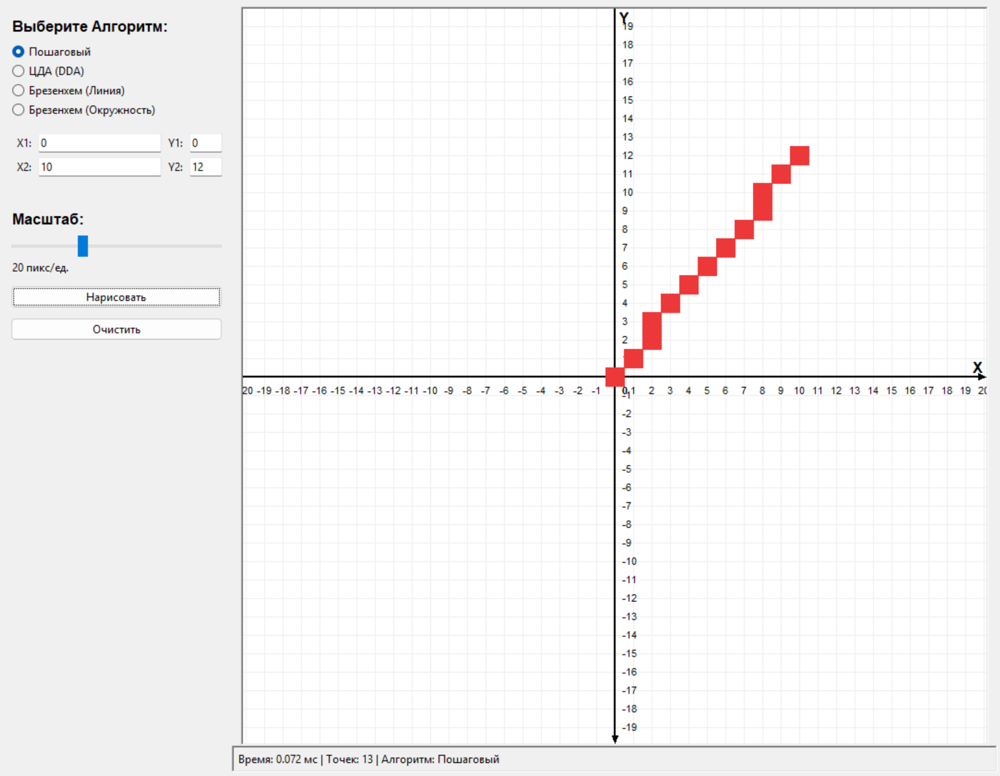 Выберите Алгоритм:
Пошаговый
ЦДА (DDA)
Брезенхем (Линия)
Брезенхем (Окружность)
X1: 0 Y1: 0
X2: 10 Y2: 12
Масштаб:
20 пикс/ед.
Нарисовать
Очистить
Y
19
18
17
16
15
14
13
12
11
10
9
8
7
6
5
4
3
2
X
20 -19 -18 -17 -16 -15 -14 -13 -12 -11 -10 -9 -8 -7 -6 -5 -4 -3 -2 -1 0 1 2 3 4 5 6 7 8 9 10 11 12 13 14 15 16 17 18 19 20
-1
-2
-3
-4
-5
-6
-7
-8
-9
-10
-11
-12
-13
-14
-15
-16
-17
-18
-19
Время: 0.072 мс | Точек: 13 | Алгоритм: Пошаговый